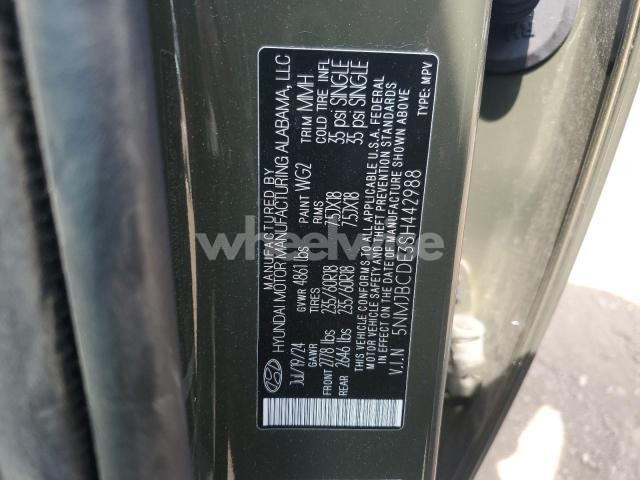 MANUFACTURED BY
HYUNDAI MOTOR MANUFACTURING ALABAMA, LLC
Jul/19/24 GVWR 4861 lbs PAINT WG2 TRIM MMH
GAWR TIRES RIMS COLD TIRE INFL
FRONT 2778 lbs 235/60R18 7.5JX18 35 psi SINGLE
REAR 2646 lbs 235/60R18 7.5JX18 35 psi SINGLE
THIS VEHICLE CONFORMS TO ALL APPLICABLE U.S.A. FEDERAL
MOTOR VEHICLE SAFETY AND THEFT PREVENTION STANDARDS
IN EFFECT ON THE DATE OF MANUFACTURE SHOWN ABOVE
V.I.N 5NMJBCDE3SH442988 TYPE: MPV